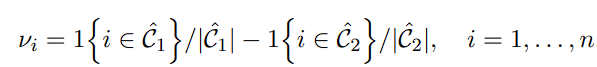 ν_i = 1{i ∈ Ĉ_1}/|Ĉ_1| − 1{i ∈ Ĉ_2}/|Ĉ_2|, i = 1, . . . , n